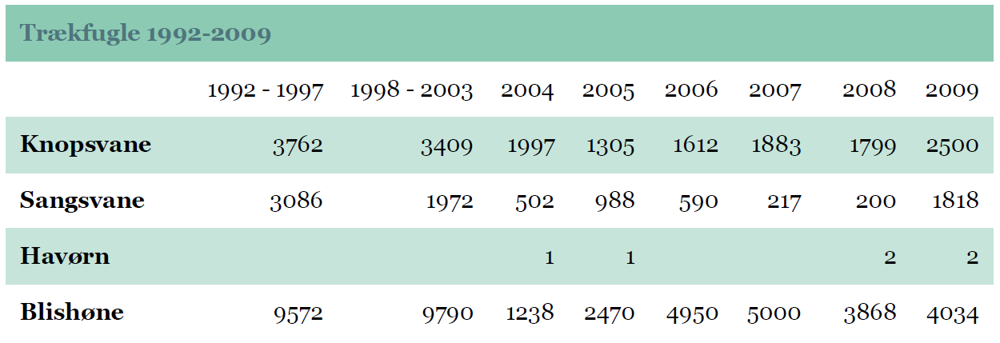 Trækfugle 1992-2009
1992 - 1997 1998 - 2003 2004 2005 2006 2007 2008 2009
Knopsvane 3762 3409 1997 1305 1612 1883 1799 2500
Sangsvane 3086 1972 502 988 590 217 200 1818
Havørn 1 1 2 2
Blishøne 9572 9790 1238 2470 4950 5000 3868 4034